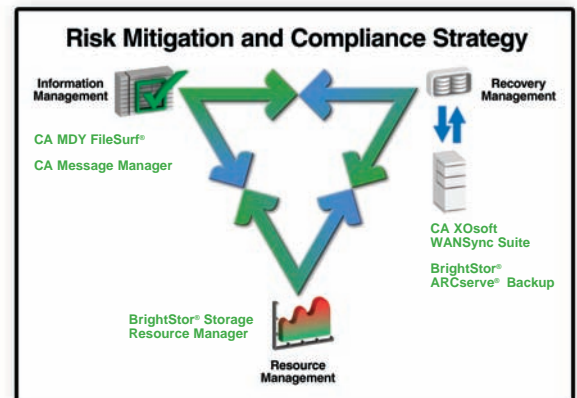 Risk Mitigation and Compliance Strategy
Information
Management
CA MDY FileSurf®
CA Message Manager
Recovery
Management
CA XOsoft
WANSync Suite
BrightStor®
ARCserve® Backup
BrightStor® Storage
Resource Manager
Resource
Management